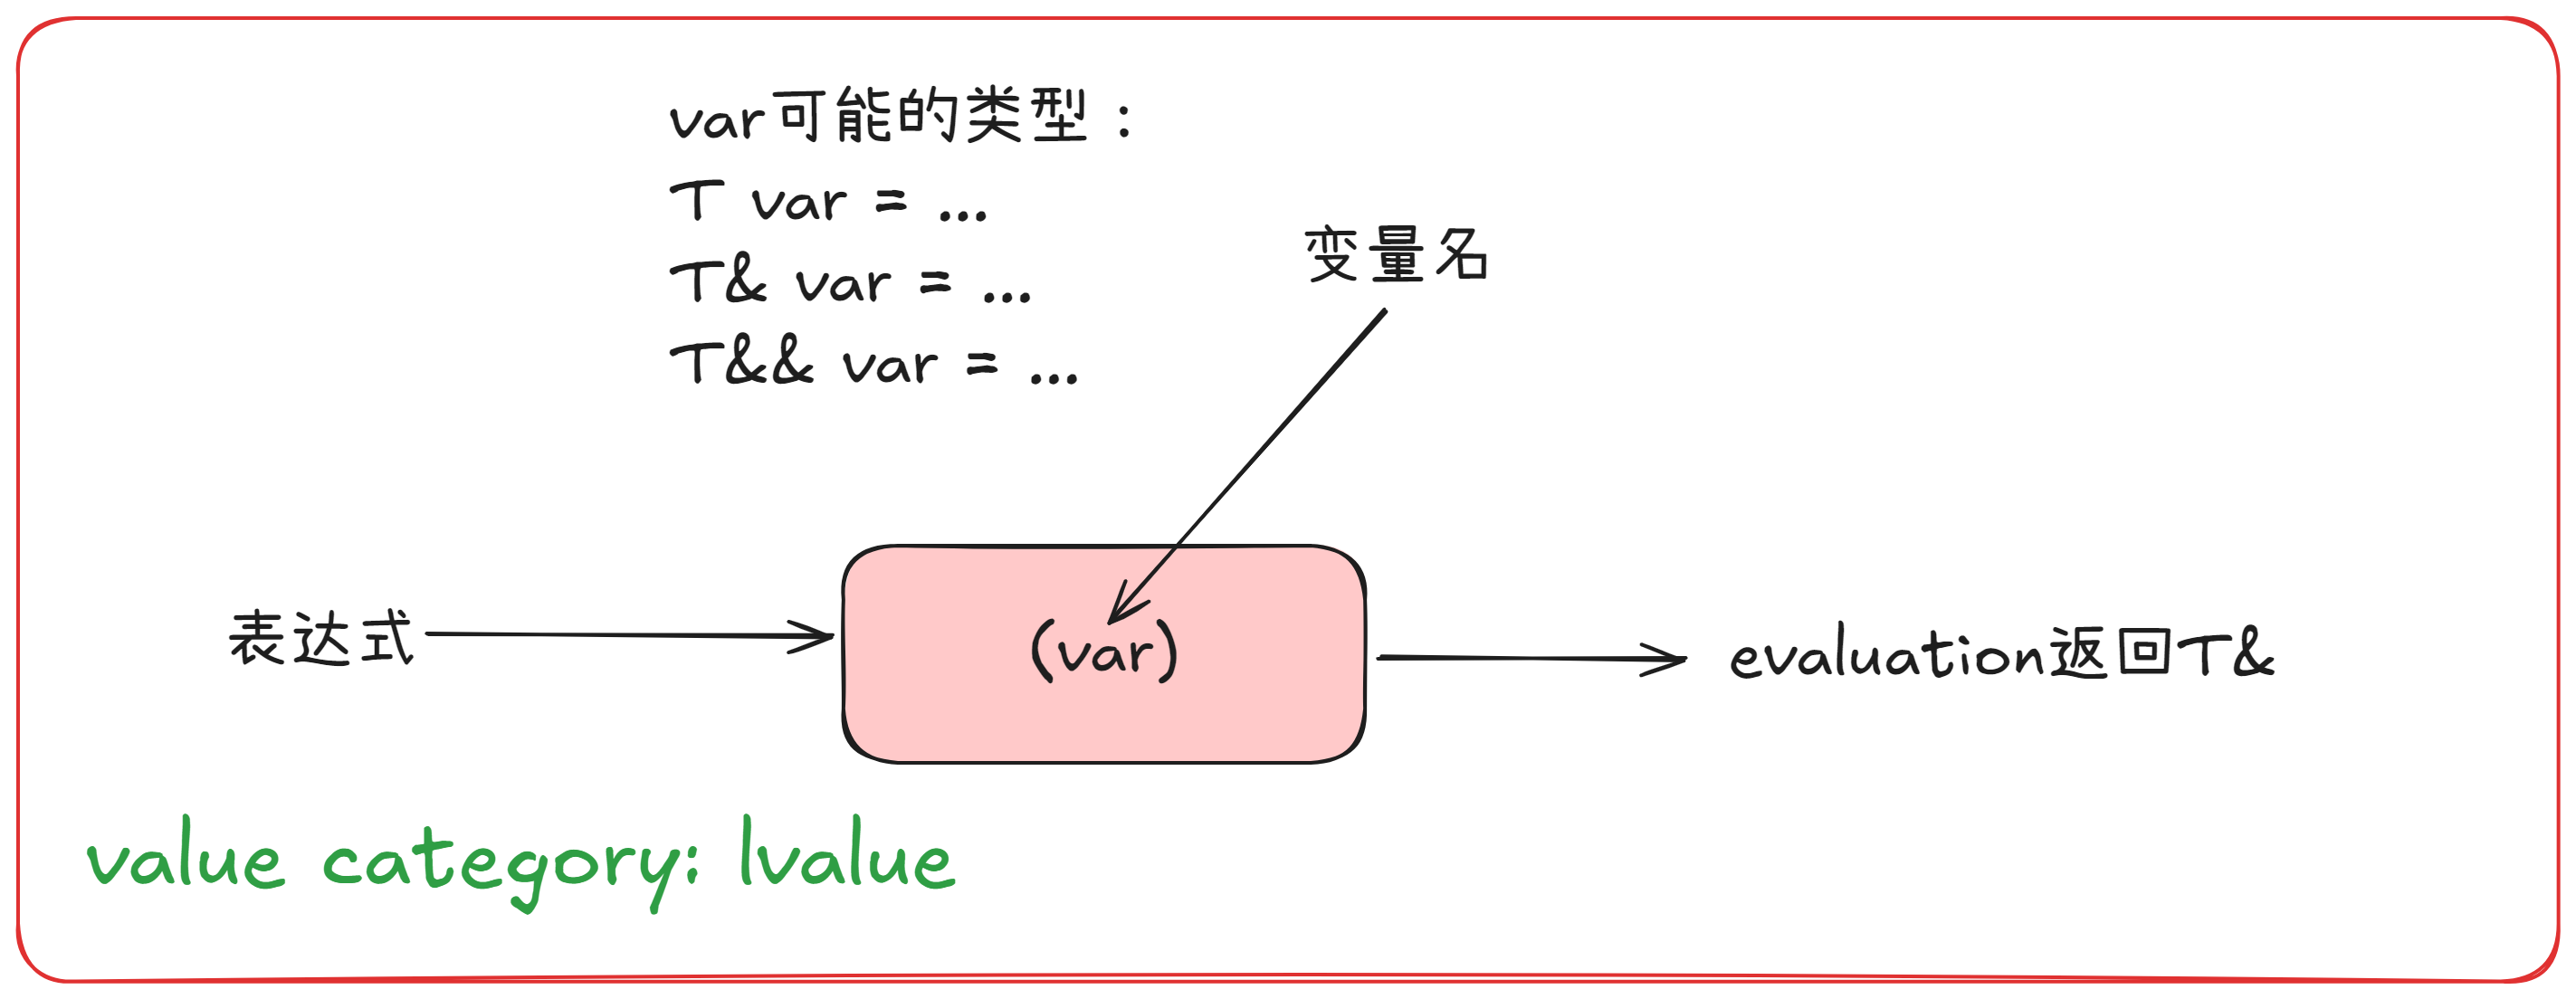 var可能的类型：
T var = ...
T& var = ...
T&& var = ...
变量名
表达式
(var)
evaluation返回T&
value category: lvalue